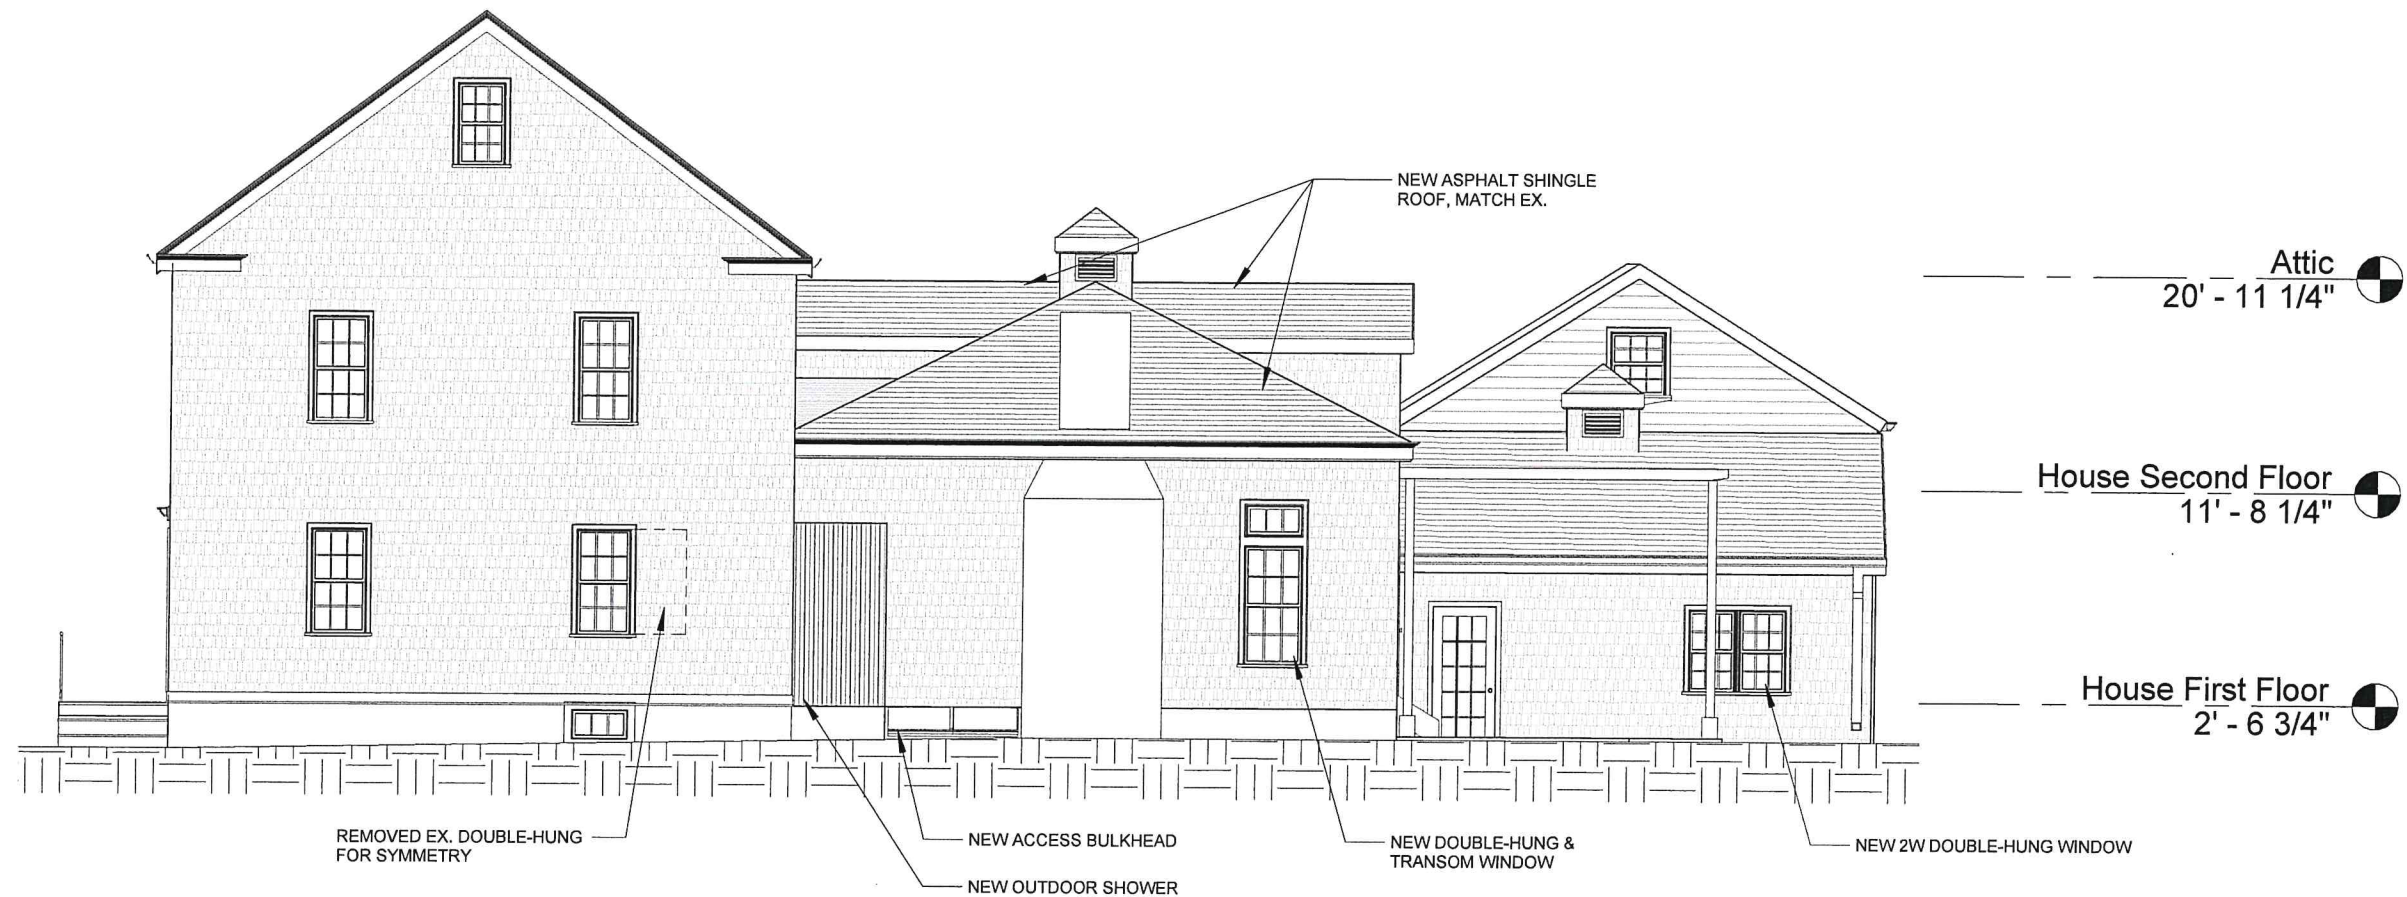 NEW ASPHALT SHINGLE
ROOF, MATCH EX.
Attic
20' - 11 1/4"
House Second Floor
11' - 8 1/4"
House First Floor
2' - 6 3/4"
REMOVED EX. DOUBLE-HUNG
FOR SYMMETRY
NEW ACCESS BULKHEAD
NEW OUTDOOR SHOWER
NEW DOUBLE-HUNG &
TRANSOM WINDOW
NEW 2W DOUBLE-HUNG WINDOW